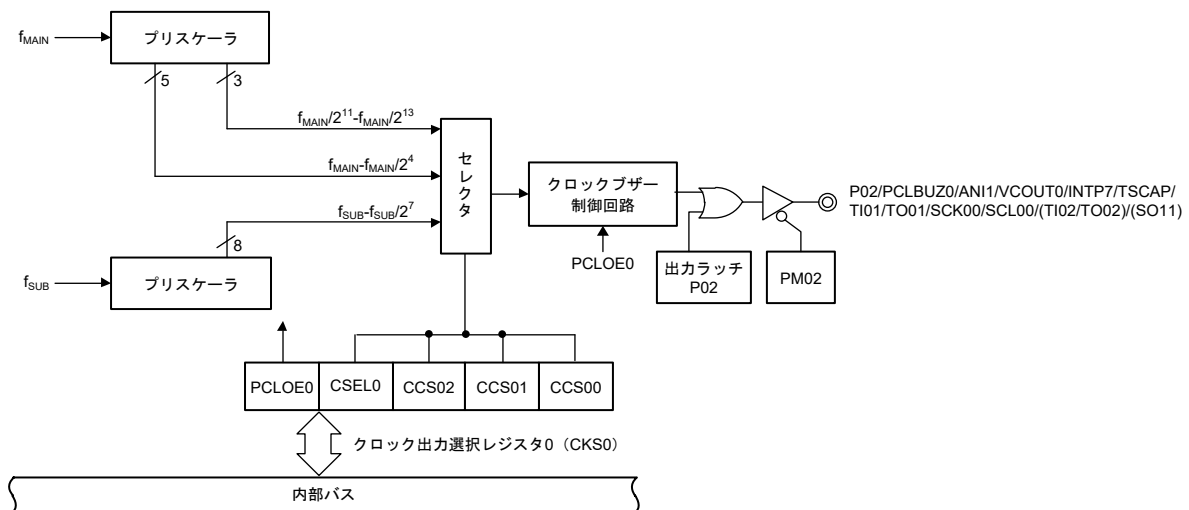 fMAIN
プリスケーラ
5
3
fMAIN/2^11-fMAIN/2^13
fMAIN-fMAIN/2^4
fSUB-fSUB/2^7
8
fSUB
プリスケーラ
セレクタ
クロックブザー
制御回路
PCLOE0
出力ラッチ
P02
PM02
P02/PCLBUZ0/ANI1/VCOUT0/INTP7/TSCAP/
TI01/TO01/SCK00/SCL00/(TI02/TO02)/(SO11)
PCLOE0
CSEL0
CCS02
CCS01
CCS00
クロック出力選択レジスタ0（CKS0）
内部バス